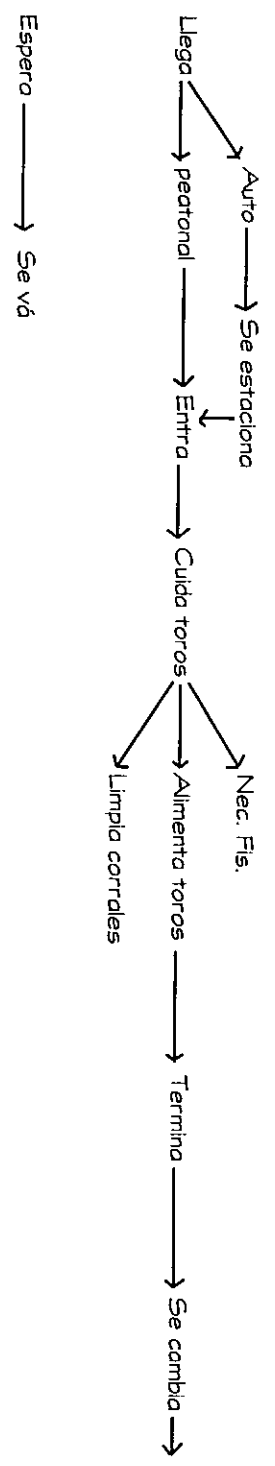 Auto
Se estaciona
Nec. Fis.
Llega
peatonal
Entra
Cuida toros
Alimenta toros
Termina
Se cambia
Limpia corrales
Espera
Se vá